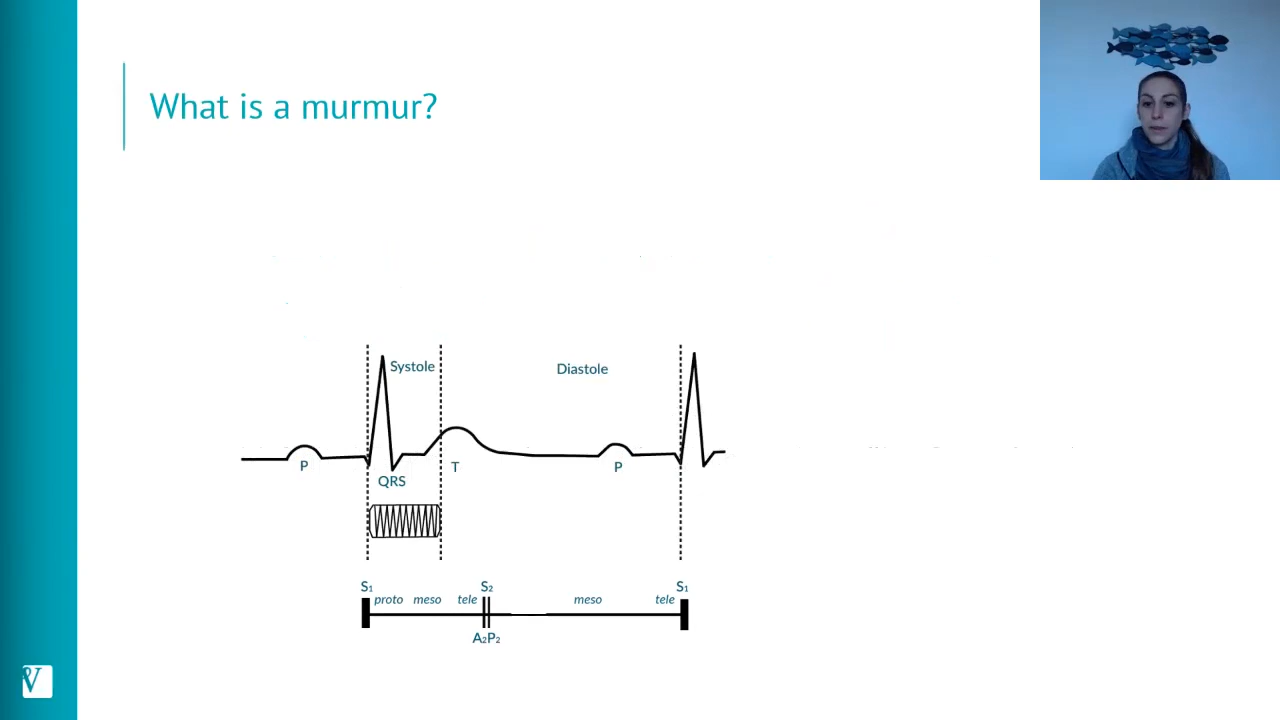 What is a murmur?
Systole
Diastole
P
T
P
QRS
S1 S2 S1
proto meso tele meso tele
A2P2
V